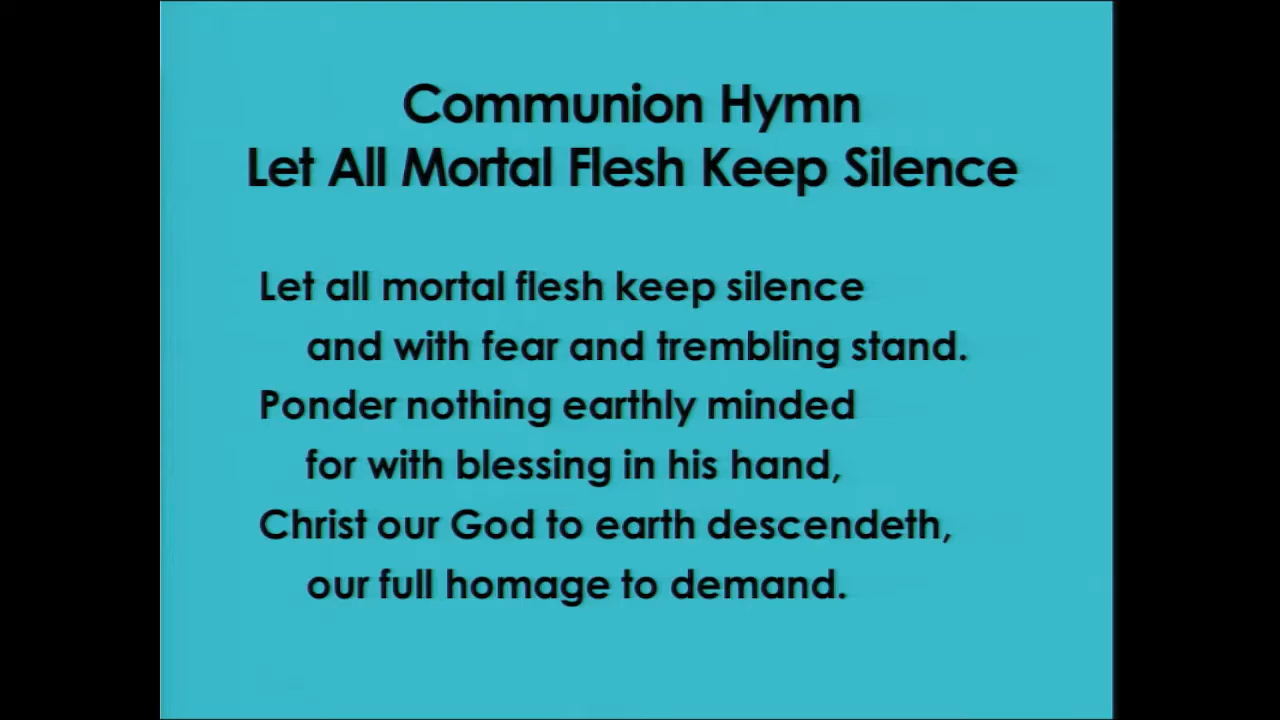 Communion Hymn
Let All Mortal Flesh Keep Silence
Let all mortal flesh keep silence
and with fear and trembling stand.
Ponder nothing earthly minded
for with blessing in his hand,
Christ our God to earth descendeth,
our full homage to demand.